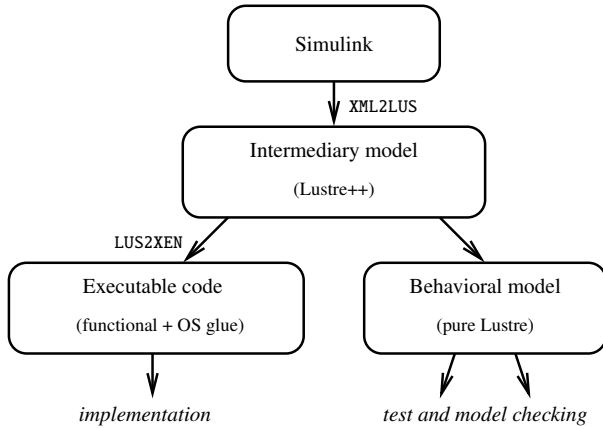 Simulink
XML2LUS
Intermediary model
(Lustre++)
LUS2XEN
Executable code
(functional + OS glue)
Behavioral model
(pure Lustre)
implementation
test and model checking